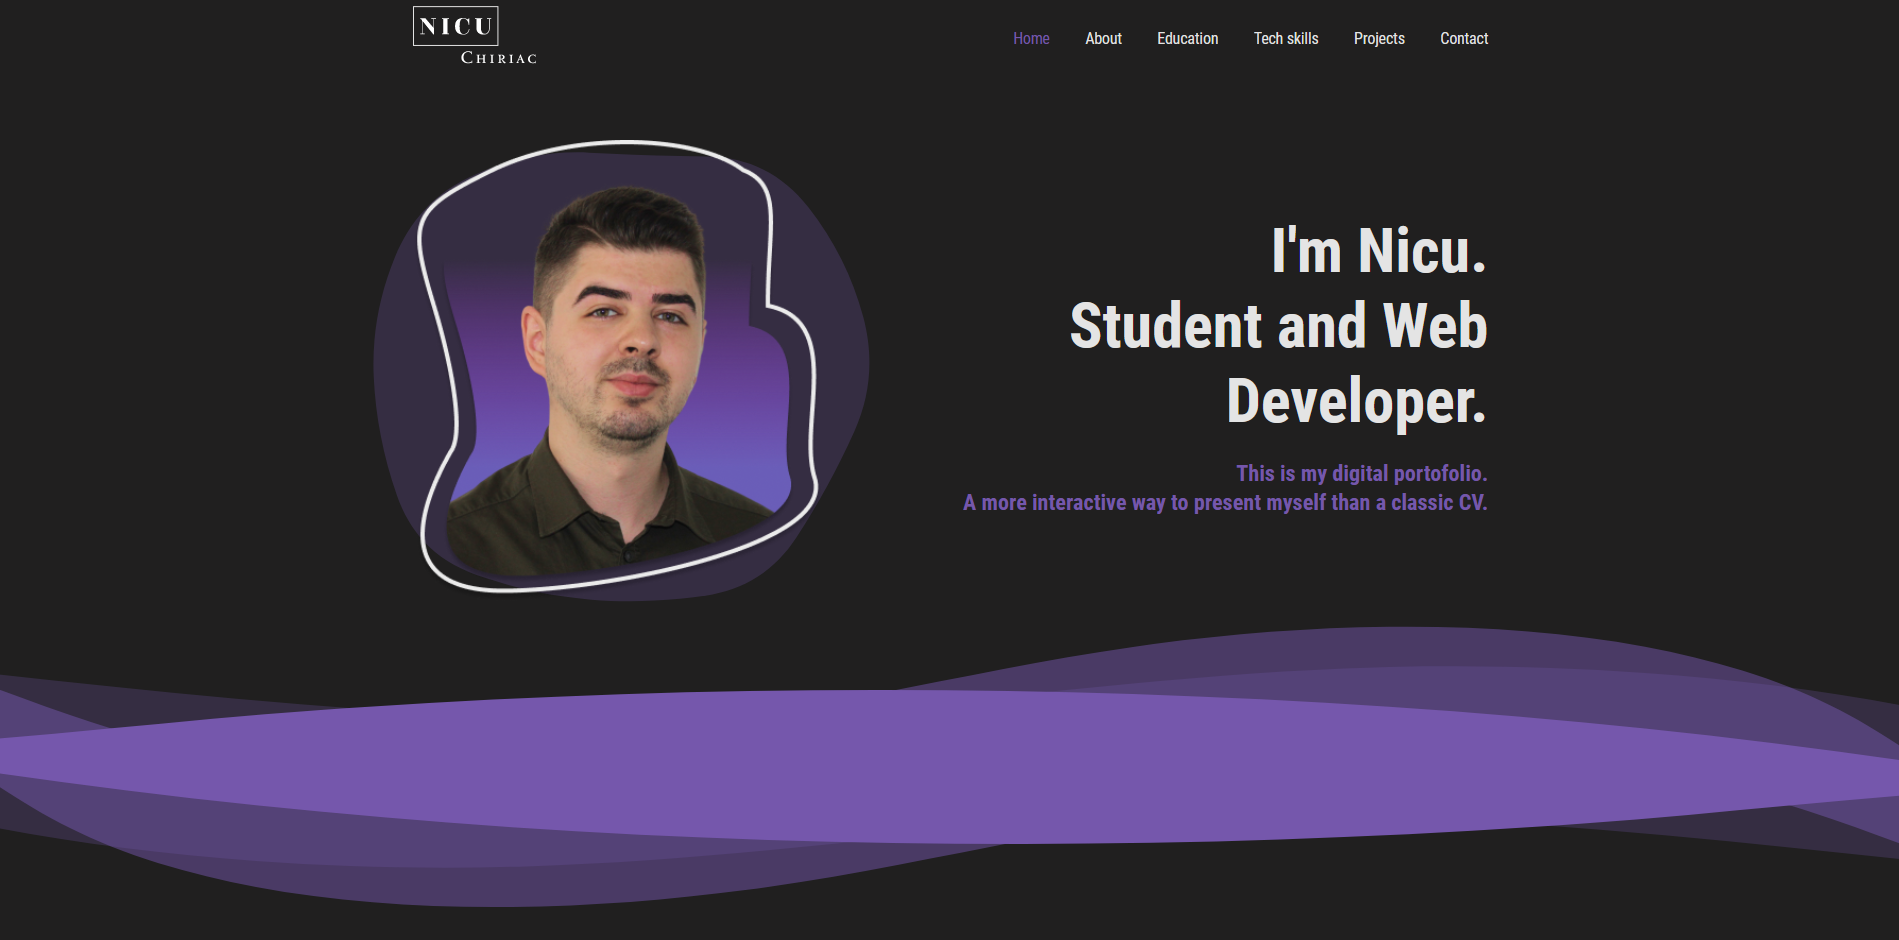 NICU
CHIRIAC
Home About Education Tech skills Projects Contact
I'm Nicu.
Student and Web
Developer.
This is my digital portofolio.
A more interactive way to present myself than a classic CV.